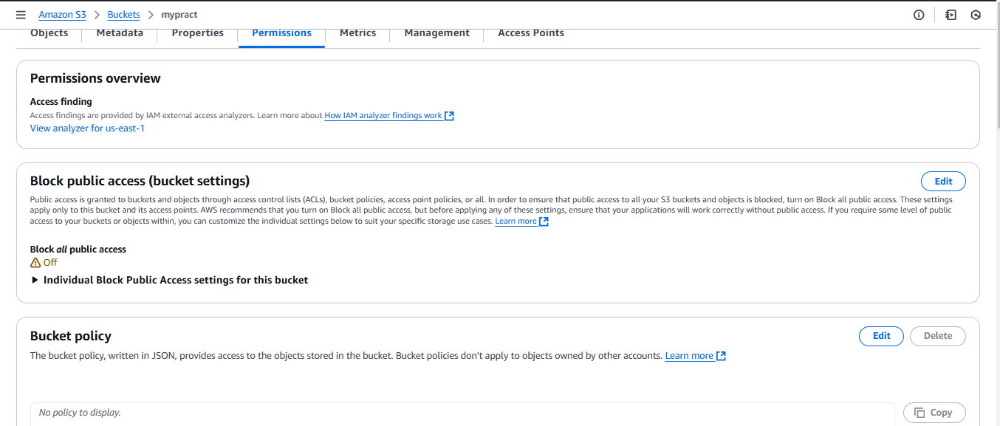 Amazon S3 > Buckets > mypract
Objects Metadata Properties Permissions Metrics Management Access Points
Permissions overview
Access finding
Access findings are provided by IAM external access analyzers. Learn more about How IAM analyzer findings work
View analyzer for us-east-1
Block public access (bucket settings) Edit
Public access is granted to buckets and objects through access control lists (ACLs), bucket policies, access point policies, or all. In order to ensure that public access to all your S3 buckets and objects is blocked, turn on Block all public access. These settings
apply only to this bucket and its access points. AWS recommends that you turn on Block all public access, but before applying any of these settings, ensure that your applications will work correctly without public access. If you require some level of public
access to your buckets or objects within, you can customize the individual settings below to suit your specific storage use cases. Learn more
Block all public access
Off
Individual Block Public Access settings for this bucket
Bucket policy Edit Delete
The bucket policy, written in JSON, provides access to the objects stored in the bucket. Bucket policies don't apply to objects owned by other accounts. Learn more
No policy to display. Copy